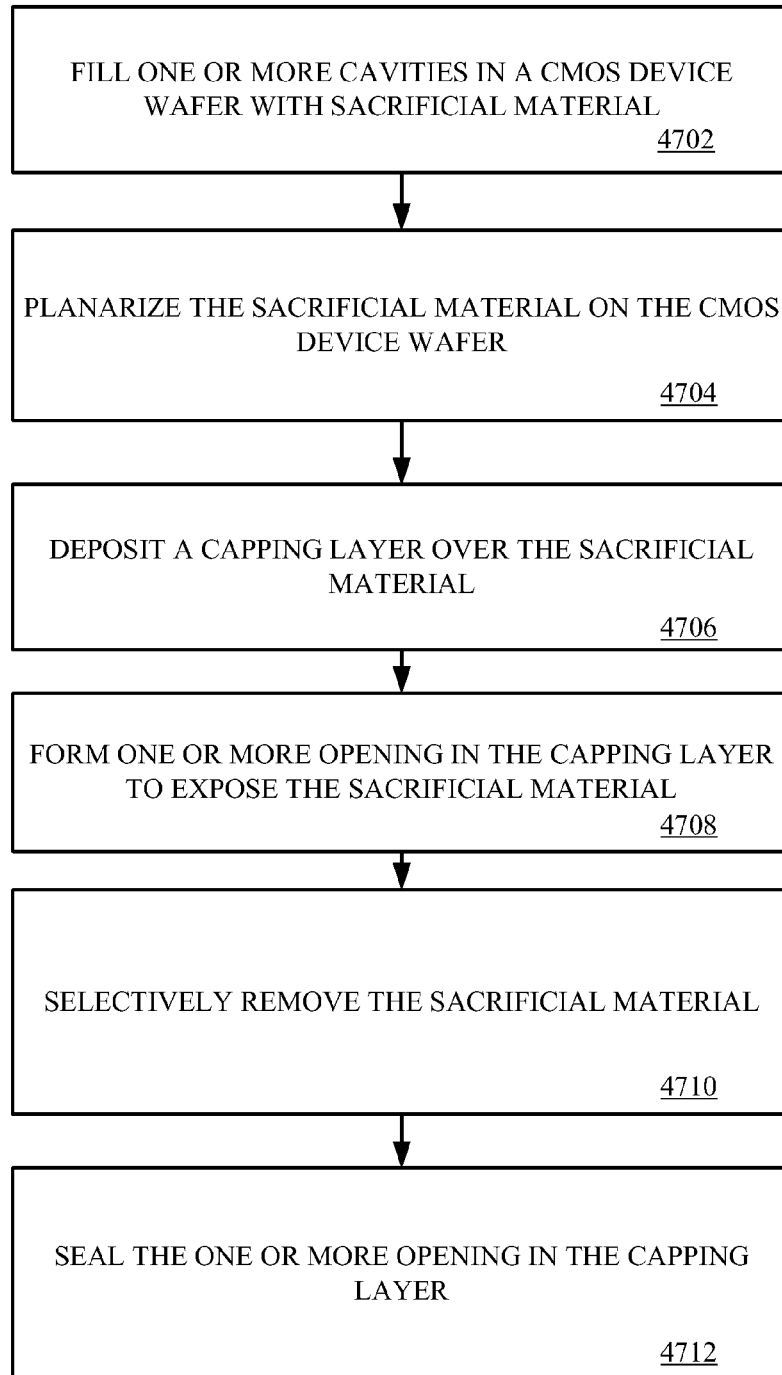 FILL ONE OR MORE CAVITIES IN A CMOS DEVICE
WAFER WITH SACRIFICIAL MATERIAL
4702
PLANARIZE THE SACRIFICIAL MATERIAL ON THE CMOS
DEVICE WAFER
4704
DEPOSIT A CAPPING LAYER OVER THE SACRIFICIAL
MATERIAL
4706
FORM ONE OR MORE OPENING IN THE CAPPING LAYER
TO EXPOSE THE SACRIFICIAL MATERIAL
4708
SELECTIVELY REMOVE THE SACRIFICIAL MATERIAL
4710
SEAL THE ONE OR MORE OPENING IN THE CAPPING
LAYER
4712